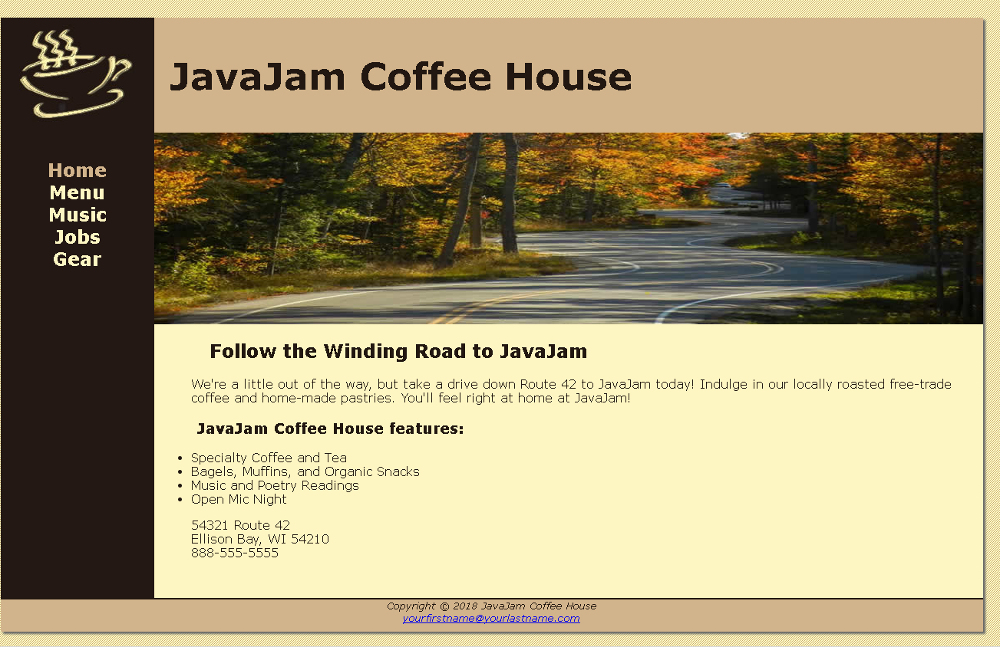 JavaJam Coffee House
Home
Menu
Music
Jobs
Gear
Follow the Winding Road to JavaJam
We're a little out of the way, but take a drive down Route 42 to JavaJam today! Indulge in our locally roasted free-trade
coffee and home-made pastries. You'll feel right at home at JavaJam!
JavaJam Coffee House features:
• Specialty Coffee and Tea
• Bagels, Muffins, and Organic Snacks
• Music and Poetry Readings
• Open Mic Night
54321 Route 42
Ellison Bay, WI 54210
888-555-5555
Copyright © 2018 JavaJam Coffee House
yourfirstname@yourlastname.com